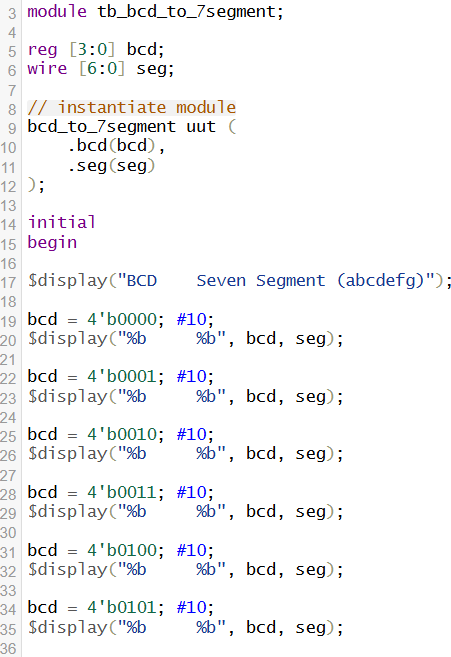 3 module tb_bcd_to_7segment;
4
5 reg [3:0] bcd;
6 wire [6:0] seg;
7
8 // instantiate module
9 bcd_to_7segment uut (
10     .bcd(bcd),
11     .seg(seg)
12 );
13
14 initial
15 begin
16
17 $display("BCD    Seven Segment (abcdefg)");
18
19 bcd = 4'b0000; #10;
20 $display("%b     %b", bcd, seg);
21
22 bcd = 4'b0001; #10;
23 $display("%b     %b", bcd, seg);
24
25 bcd = 4'b0010; #10;
26 $display("%b     %b", bcd, seg);
27
28 bcd = 4'b0011; #10;
29 $display("%b     %b", bcd, seg);
30
31 bcd = 4'b0100; #10;
32 $display("%b     %b", bcd, seg);
33
34 bcd = 4'b0101; #10;
35 $display("%b     %b", bcd, seg);
36